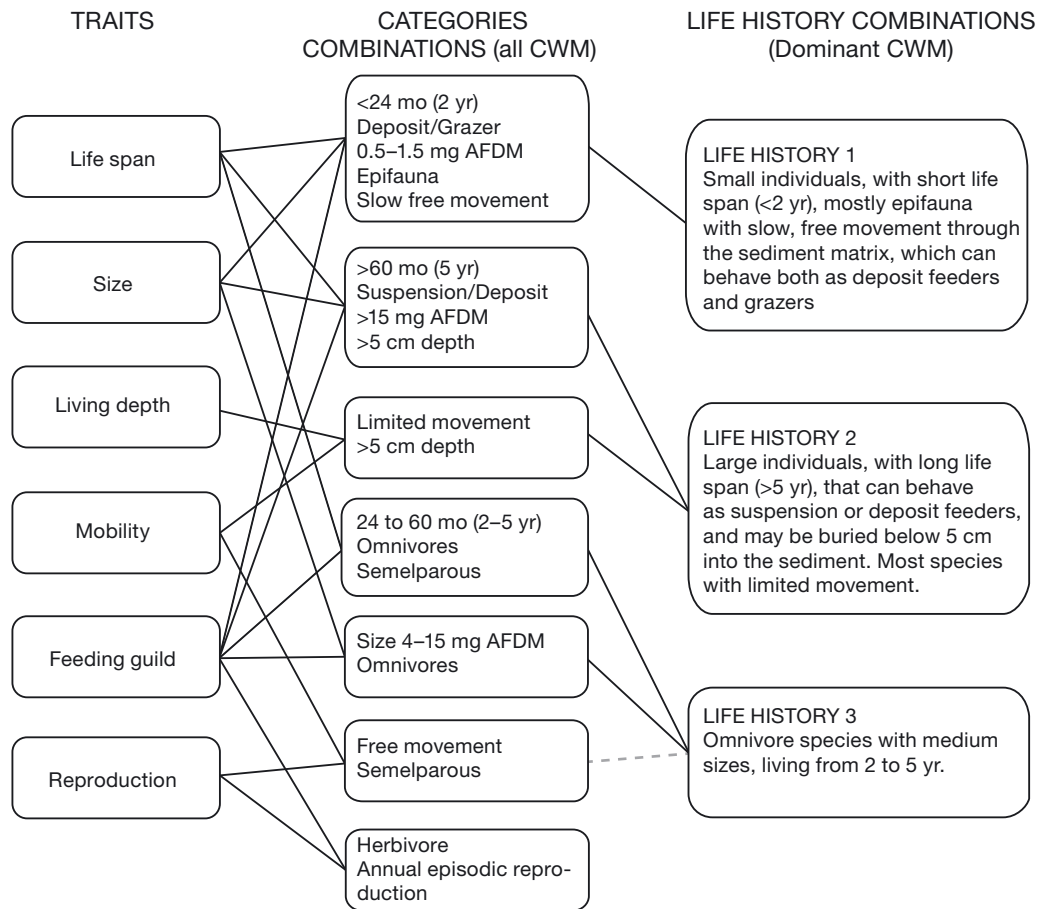 TRAITS
CATEGORIES
COMBINATIONS (all CWM)
LIFE HISTORY COMBINATIONS
(Dominant CWM)
Life span
Size
Living depth
Mobility
Feeding guild
Reproduction
<24 mo (2 yr)
Deposit/Grazer
0.5–1.5 mg AFDM
Epifauna
Slow free movement
>60 mo (5 yr)
Suspension/Deposit
>15 mg AFDM
>5 cm depth
Limited movement
>5 cm depth
24 to 60 mo (2–5 yr)
Omnivores
Semelparous
Size 4–15 mg AFDM
Omnivores
Free movement
Semelparous
Herbivore
Annual episodic repro-
duction
LIFE HISTORY 1
Small individuals, with short life
span (<2 yr), mostly epifauna
with slow, free movement through
the sediment matrix, which can
behave both as deposit feeders
and grazers
LIFE HISTORY 2
Large individuals, with long life
span (>5 yr), that can behave
as suspension or deposit feeders,
and may be buried below 5 cm
into the sediment. Most species
with limited movement.
LIFE HISTORY 3
Omnivore species with medium
sizes, living from 2 to 5 yr.